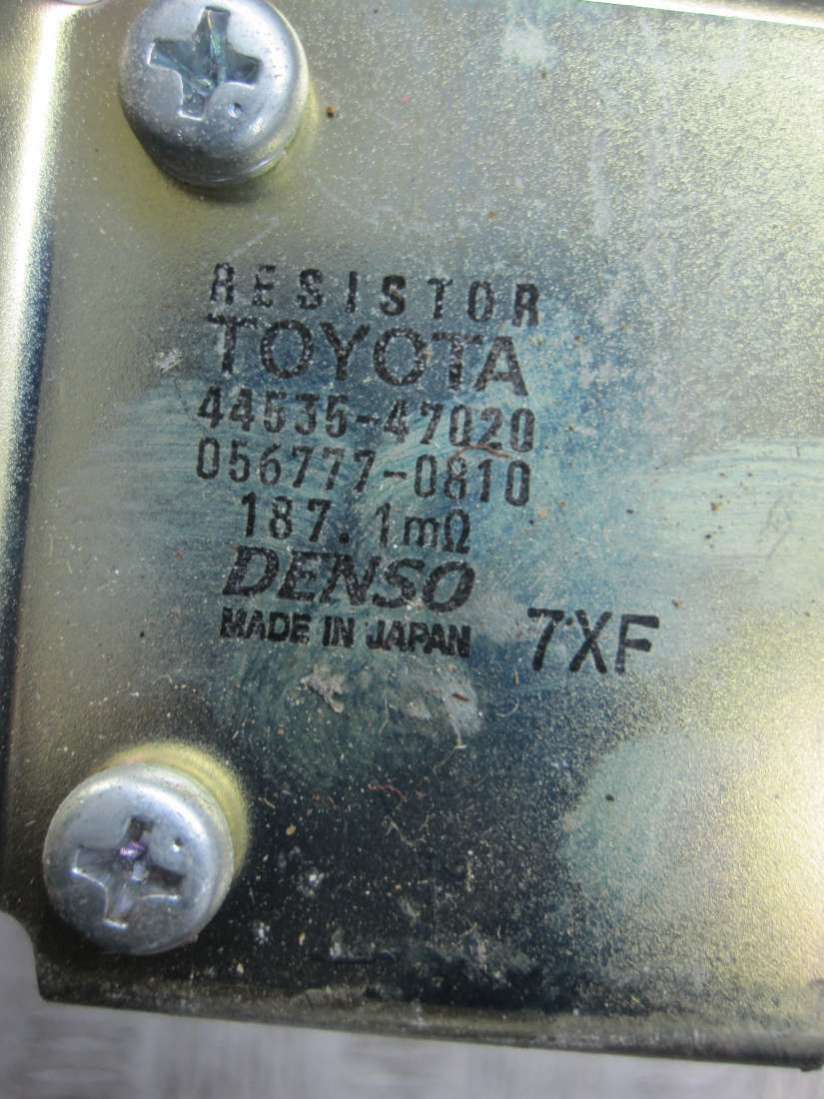 RESISTOR
TOYOTA
44535-47020
056777-0810
187.1mΩ
DENSO
MADE IN JAPAN 7XF